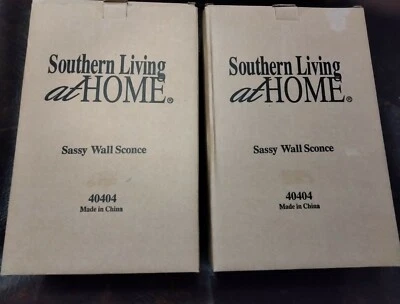 Southern Living
at HOME®
Sassy Wall Sconce
40404
Made in China
Southern Living
at HOME®
Sassy Wall Sconce
40404
Made in China